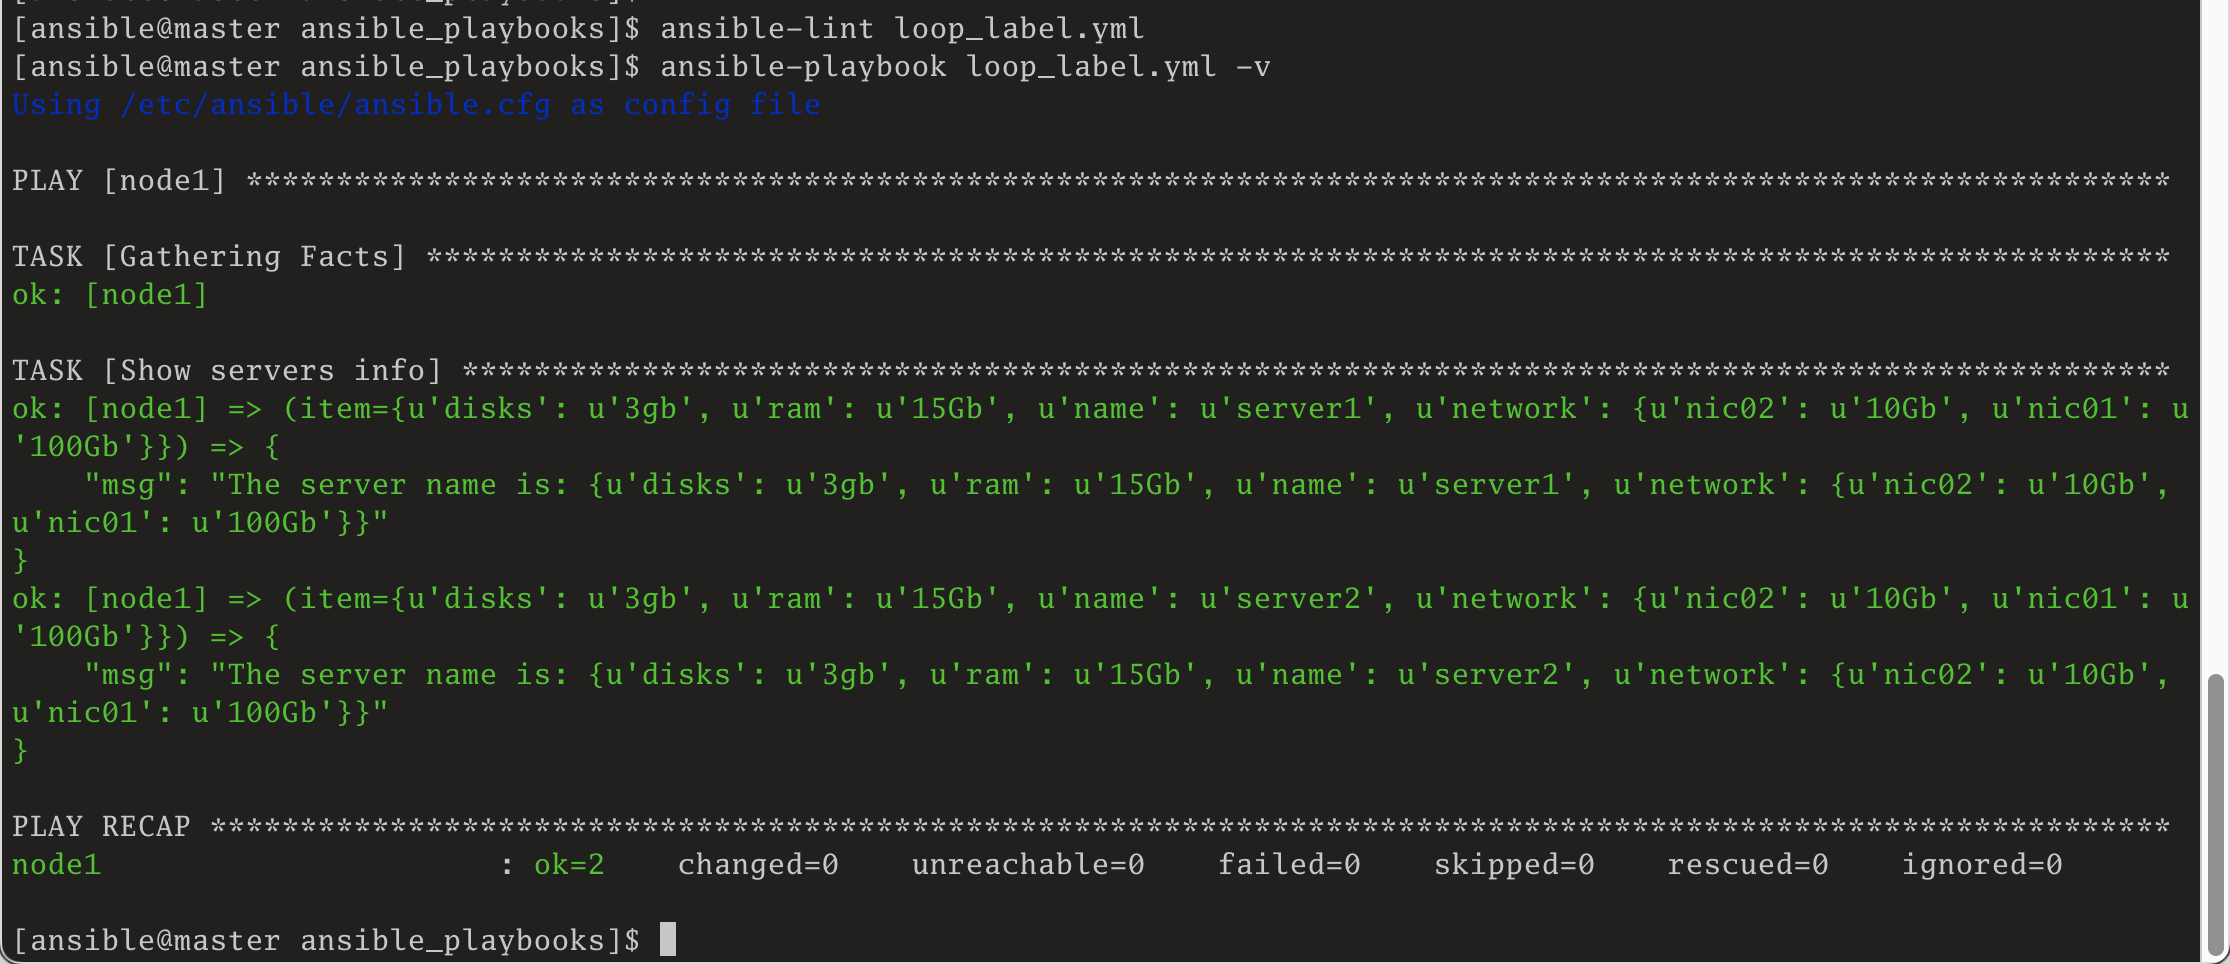 [ansible@master ansible_playbooks]$ ansible-lint loop_label.yml
[ansible@master ansible_playbooks]$ ansible-playbook loop_label.yml -v
Using /etc/ansible/ansible.cfg as config file
PLAY [node1] ***********************************************************************************************************
TASK [Gathering Facts] *************************************************************************************************
ok: [node1]
TASK [Show servers info] ***********************************************************************************************
ok: [node1] => (item={u'disks': u'3gb', u'ram': u'15Gb', u'name': u'server1', u'network': {u'nic02': u'10Gb', u'nic01': u
'100Gb'}}) => {
    "msg": "The server name is: {u'disks': u'3gb', u'ram': u'15Gb', u'name': u'server1', u'network': {u'nic02': u'10Gb',
u'nic01': u'100Gb'}}"
}
ok: [node1] => (item={u'disks': u'3gb', u'ram': u'15Gb', u'name': u'server2', u'network': {u'nic02': u'10Gb', u'nic01': u
'100Gb'}}) => {
    "msg": "The server name is: {u'disks': u'3gb', u'ram': u'15Gb', u'name': u'server2', u'network': {u'nic02': u'10Gb',
u'nic01': u'100Gb'}}"
}
PLAY RECAP *************************************************************************************************************
node1                      : ok=2    changed=0    unreachable=0    failed=0    skipped=0    rescued=0    ignored=0
[ansible@master ansible_playbooks]$